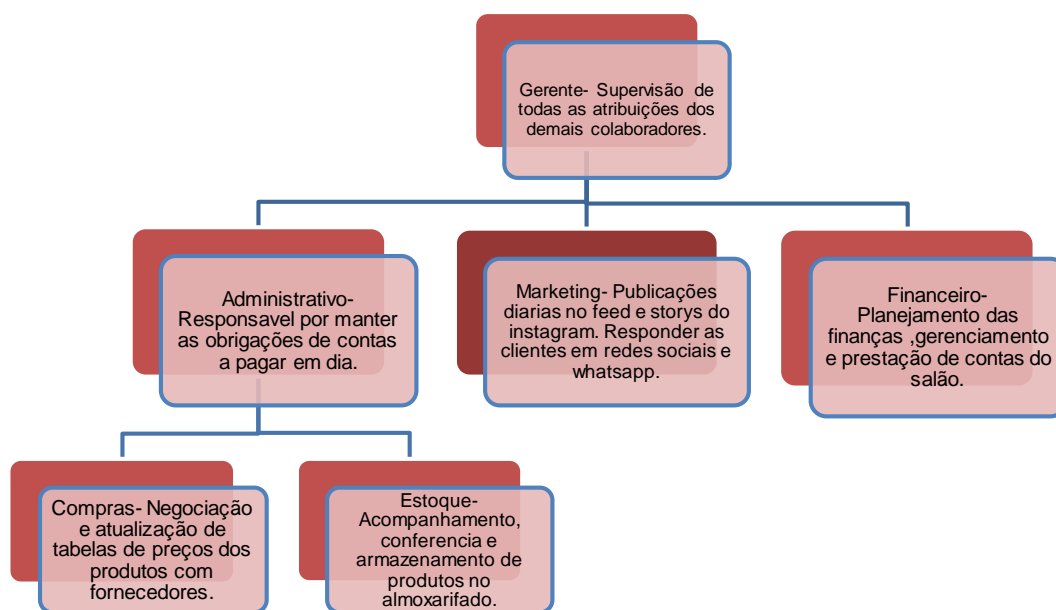 Gerente- Supervisão de
todas as atribuições dos
demais colaboradores.
Administrativo-
Responsavel por manter
as obrigações de contas
a pagar em dia.
Marketing- Publicações
diarias no feed e storys do
instagram. Responder as
clientes em redes sociais e
whatsapp.
Financeiro-
Planejamento das
finanças ,gerenciamento
e prestação de contas do
salão.
Compras- Negociação
e atualização de
tabelas de preços dos
produtos com
fornecedores.
Estoque-
Acompanhamento,
conferencia e
armazenamento de
produtos no
almoxarifado.